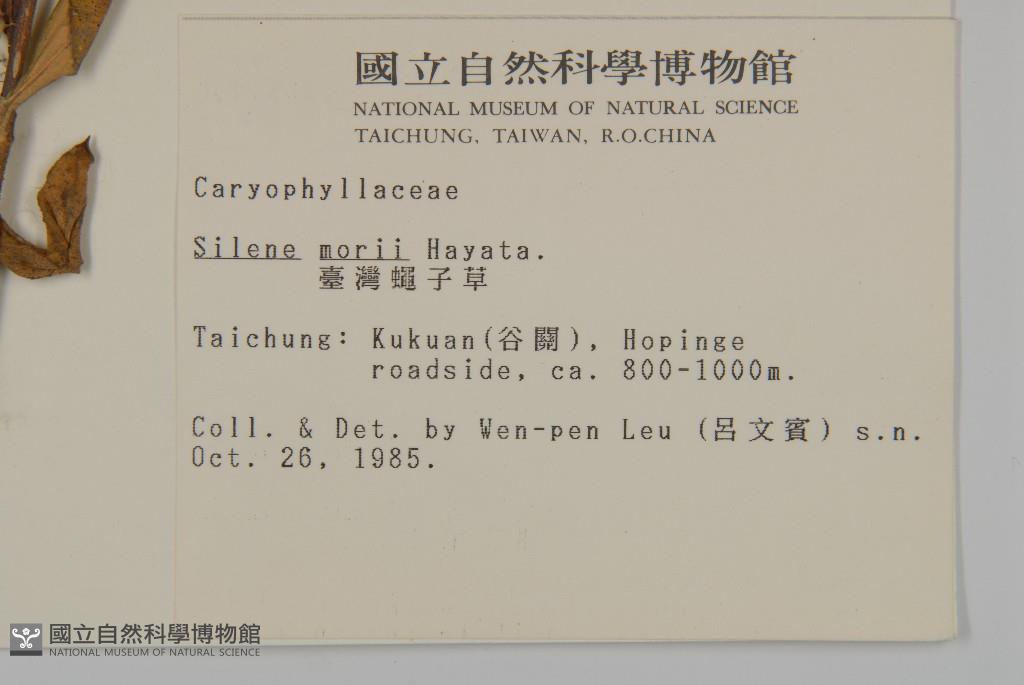 國立自然科學博物館
NATIONAL MUSEUM OF NATURAL SCIENCE
TAICHUNG, TAIWAN, R.O.CHINA
Caryophyllaceae
Silene morii Hayata.
臺灣蠅子草
Taichung: Kukuan(谷關), Hopinge
roadside, ca. 800-1000m.
Coll. & Det. by Wen-pen Leu (呂文賓) s.n.
Oct. 26, 1985.
國立自然科學博物館
NATIONAL MUSEUM OF NATURAL SCIENCE